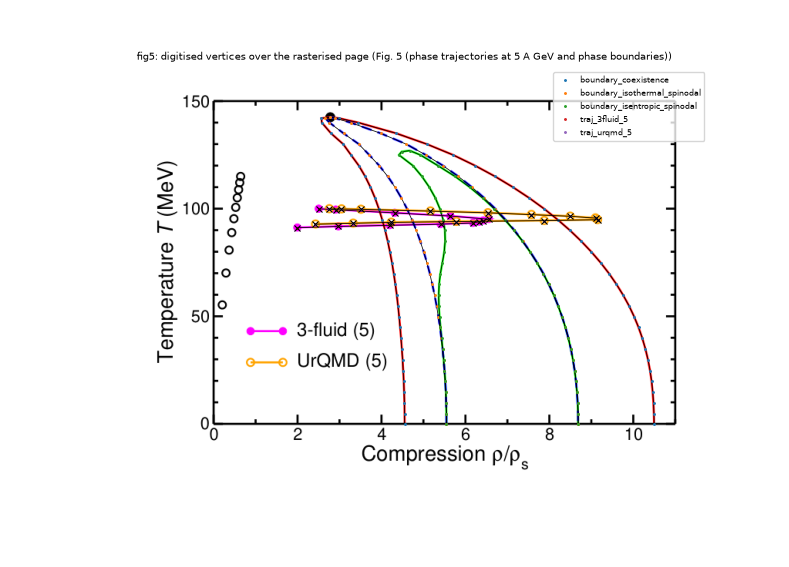 fig5: digitised vertices over the rasterised page (Fig. 5 (phase trajectories at 5 A GeV and phase boundaries))
boundary_coexistence
boundary_isothermal_spinodal
boundary_isentropic_spinodal
traj_3fluid_5
traj_urqmd_5
150
100
50
0
Temperature T (MeV)
3-fluid (5)
UrQMD (5)
0 2 4 6 8 10
Compression ρ/ρs